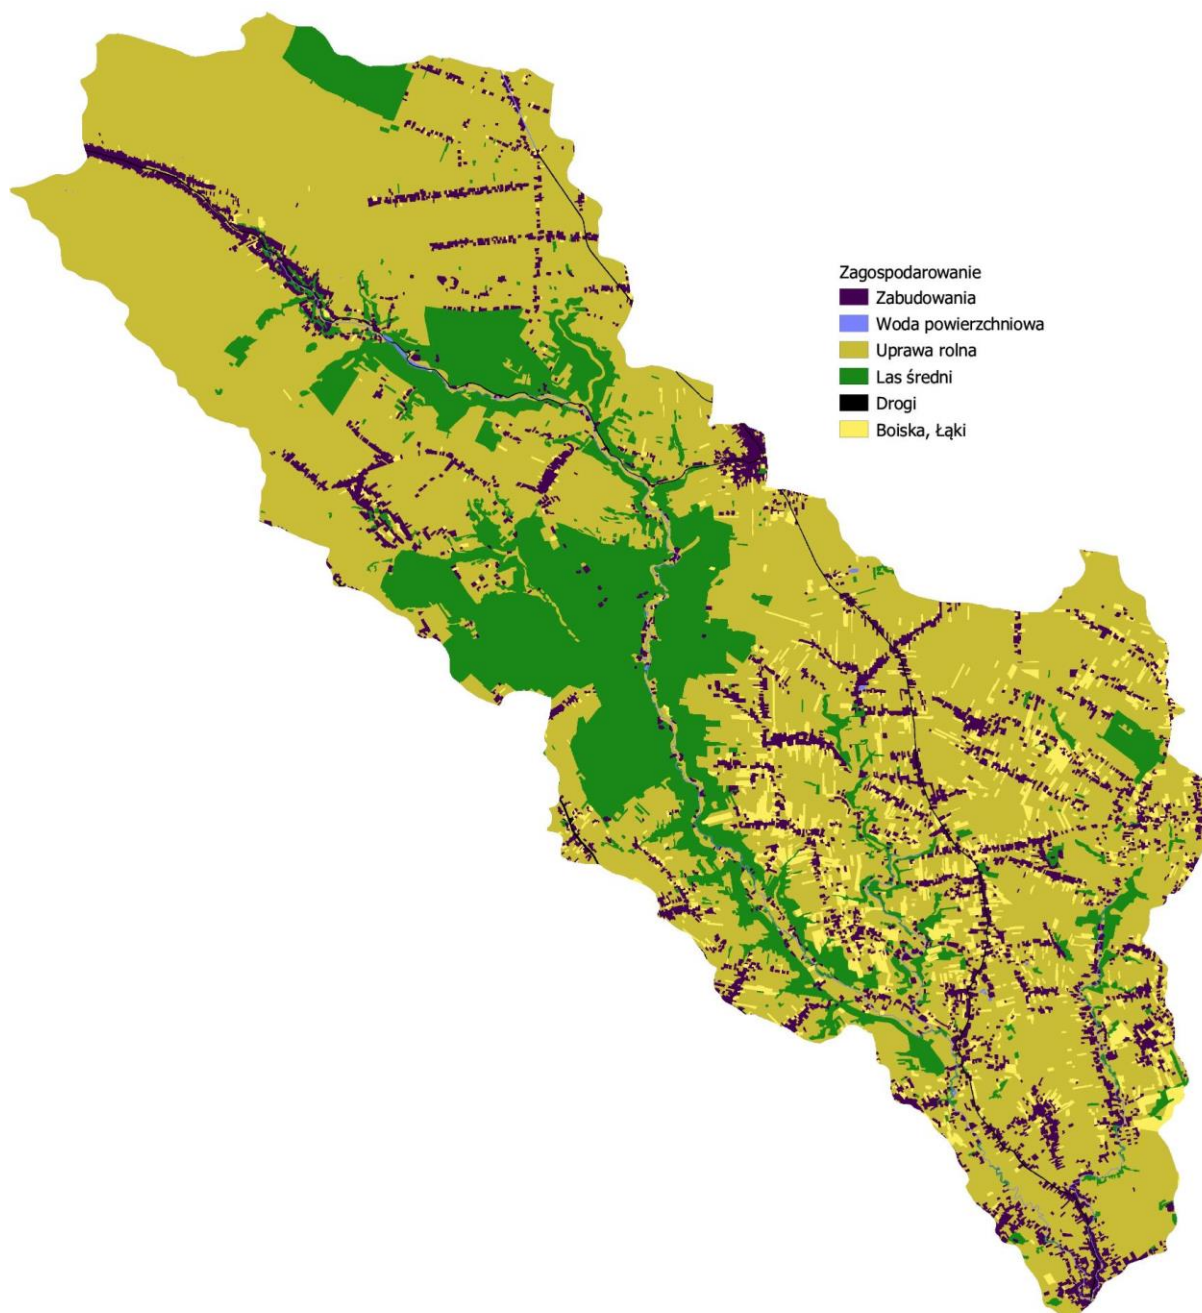 Zagospodarowanie
Zabudowania
Woda powierzchniowa
Uprawa rolna
Las średni
Drogi
Boiska, Łąki